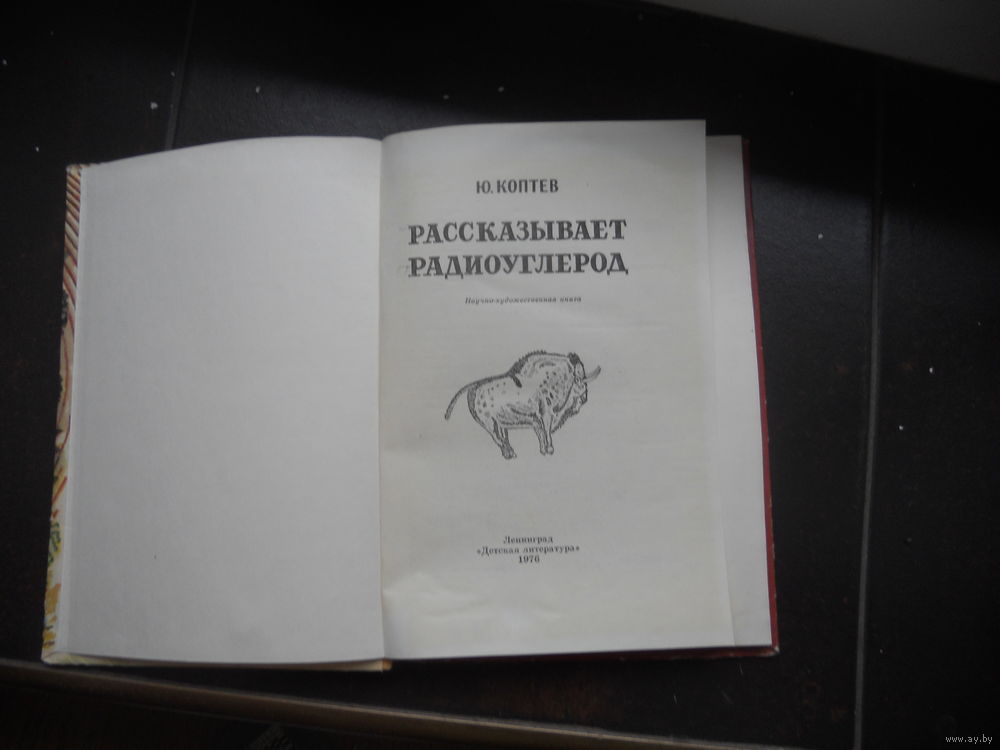 Ю. КОПТЕВ
РАССКАЗЫВАЕТ
РАДИОУГЛЕРОД
Научно-художественная книга
Ленинград
«Детская литература»
1976
www.ay.by